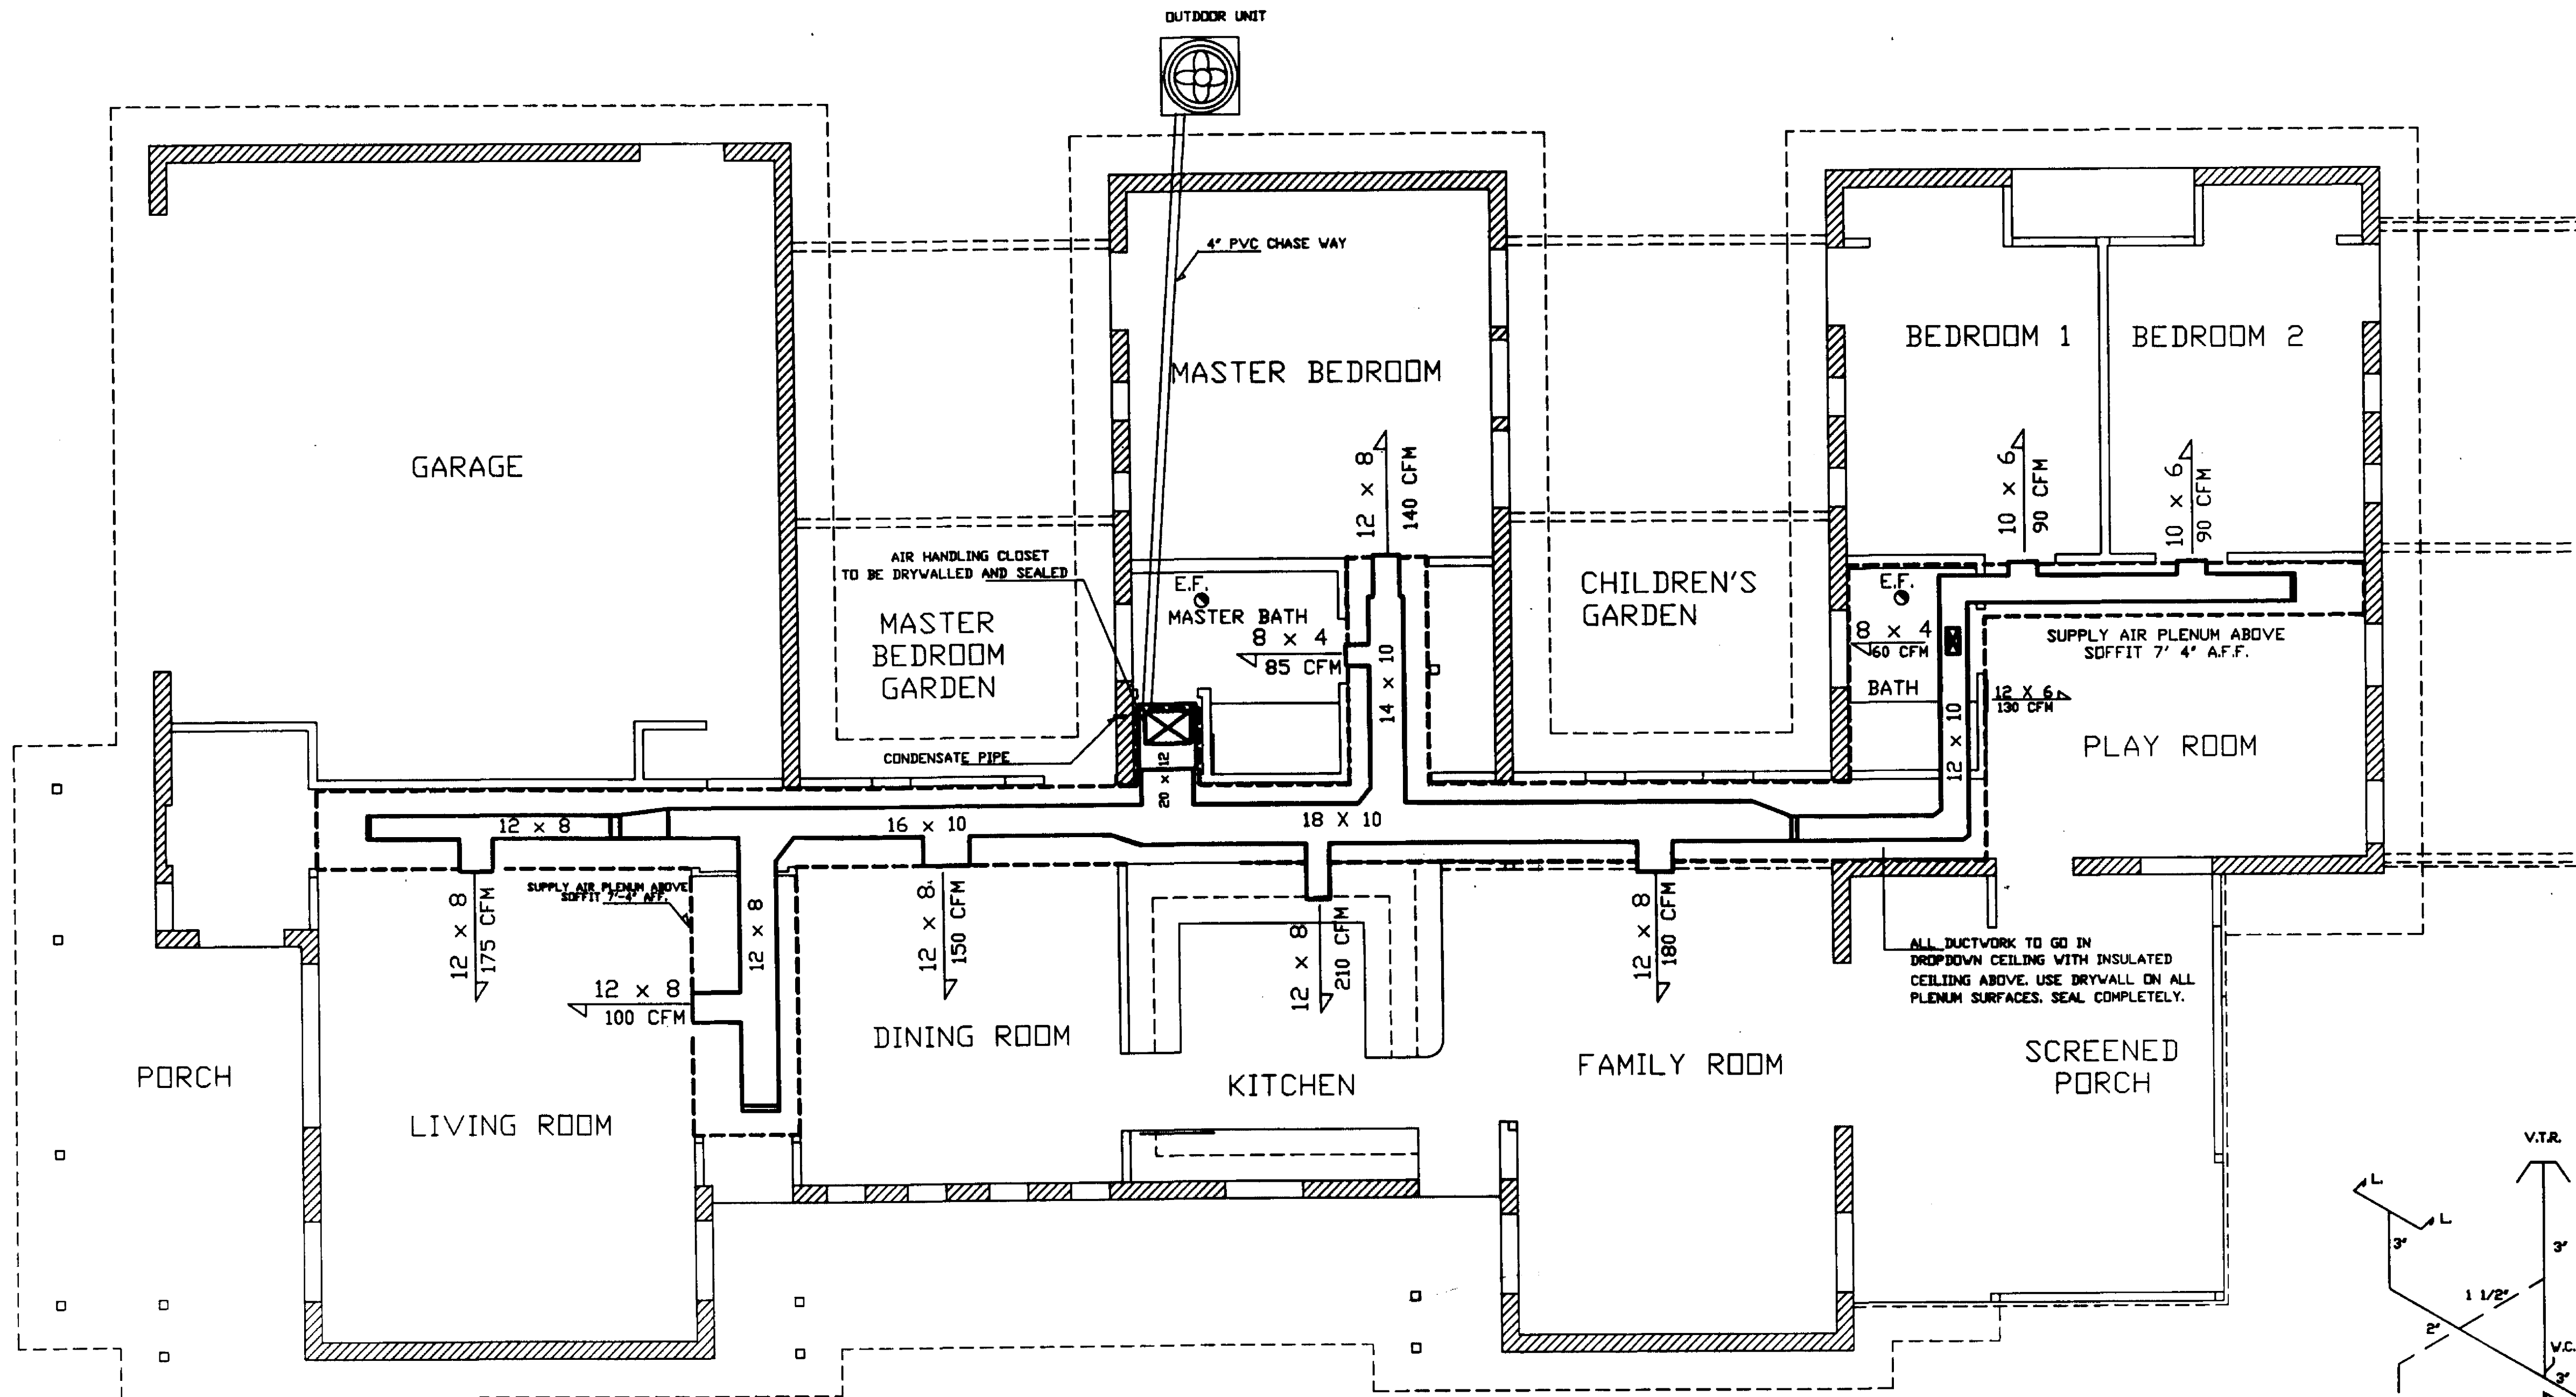 OUTDOOR UNIT
4" PVC CHASE WAY
GARAGE
MASTER BEDROOM
BEDROOM 1
BEDROOM 2
12 x 8
140 CFM
10 x 6
90 CFM
10 x 6
90 CFM
AIR HANDLING CLOSET
TO BE DRYWALLED AND SEALED
E.F.
MASTER BATH
8 x 4
85 CFM
MASTER
BEDROOM
GARDEN
CHILDREN'S
GARDEN
E.F.
8 x 4
60 CFM
BATH
SUPPLY AIR PLENUM ABOVE
SOFFIT 7' 4" A.F.F.
12 X 6
130 CFM
PLAY ROOM
14 x 10
12 x 10
CONDENSATE PIPE
20 x 12
12 x 8
16 x 10
18 X 10
SUPPLY AIR PLENUM ABOVE
SOFFIT 7'-4" AFF.
12 x 8
175 CFM
12 x 8
12 x 8
150 CFM
12 x 8
210 CFM
12 x 8
180 CFM
12 x 8
100 CFM
ALL DUCTWORK TO GO IN
DROPDOWN CEILING WITH INSULATED
CEILIING ABOVE. USE DRYWALL ON ALL
PLENUM SURFACES. SEAL COMPLETELY.
PORCH
LIVING ROOM
DINING ROOM
KITCHEN
FAMILY ROOM
SCREENED
PORCH
V.T.R.
L.
L.
3"
3"
1 1/2"
2"
W.C.
3"